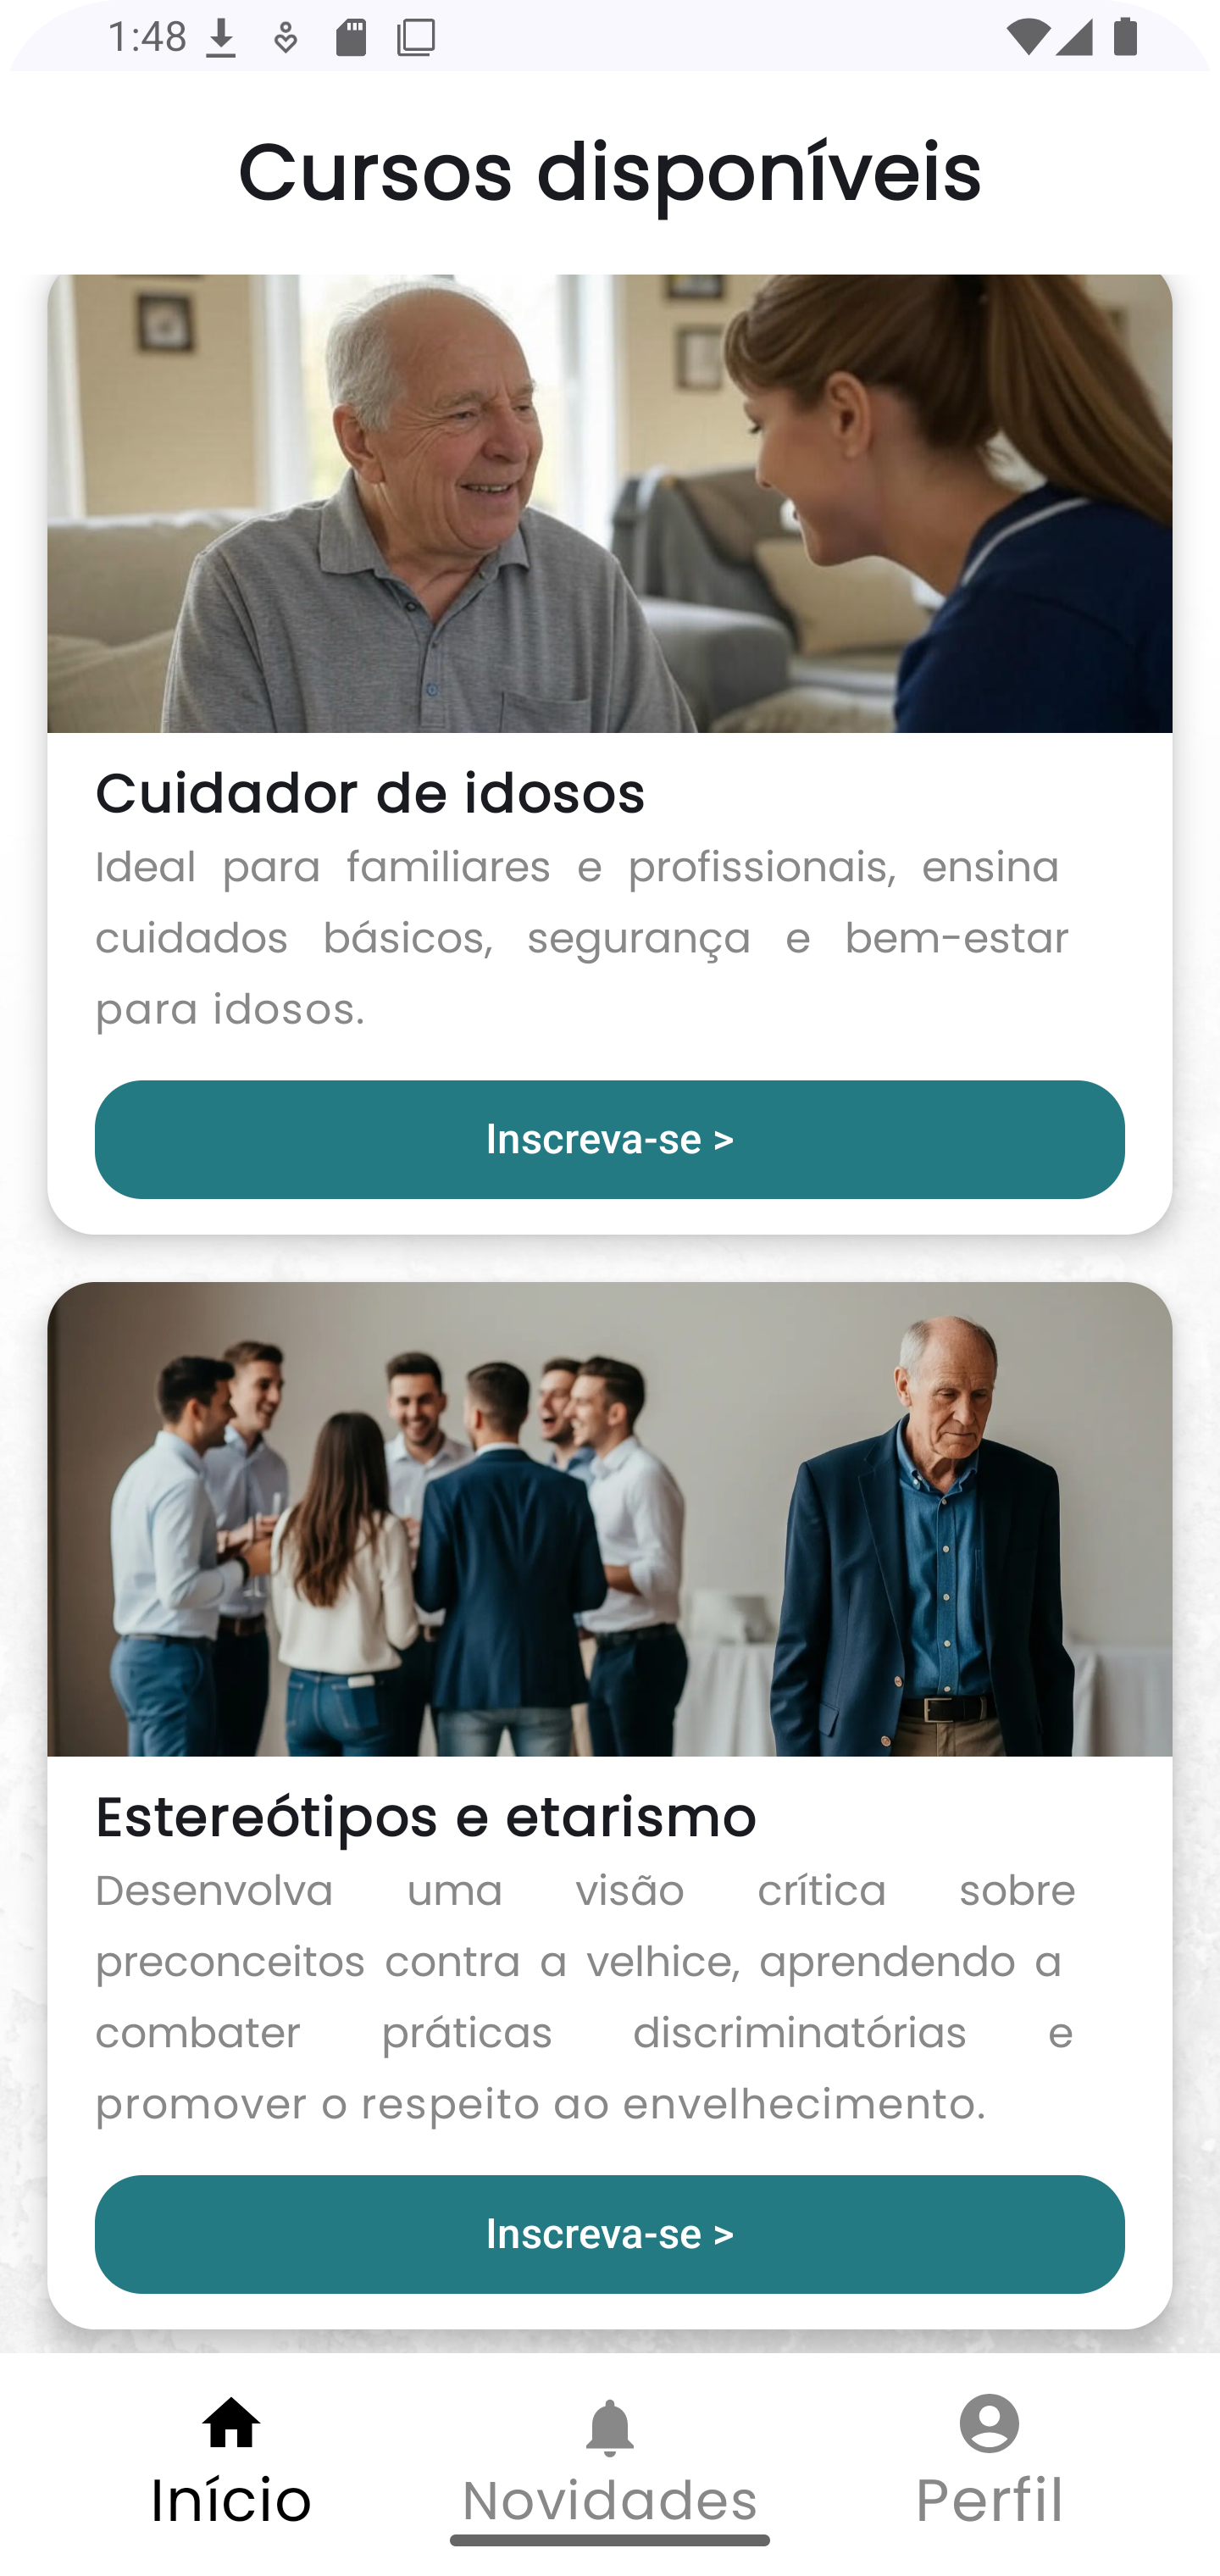 1:48
Cursos disponíveis
Cuidador de idosos
Ideal para familiares e profissionais, ensina
cuidados básicos, segurança e bem-estar
para idosos.
Inscreva-se >
Estereótipos e etarismo
Desenvolva uma visão crítica sobre
preconceitos contra a velhice, aprendendo a
combater práticas discriminatórias e
promover o respeito ao envelhecimento.
Inscreva-se >
Início
Novidades
Perfil